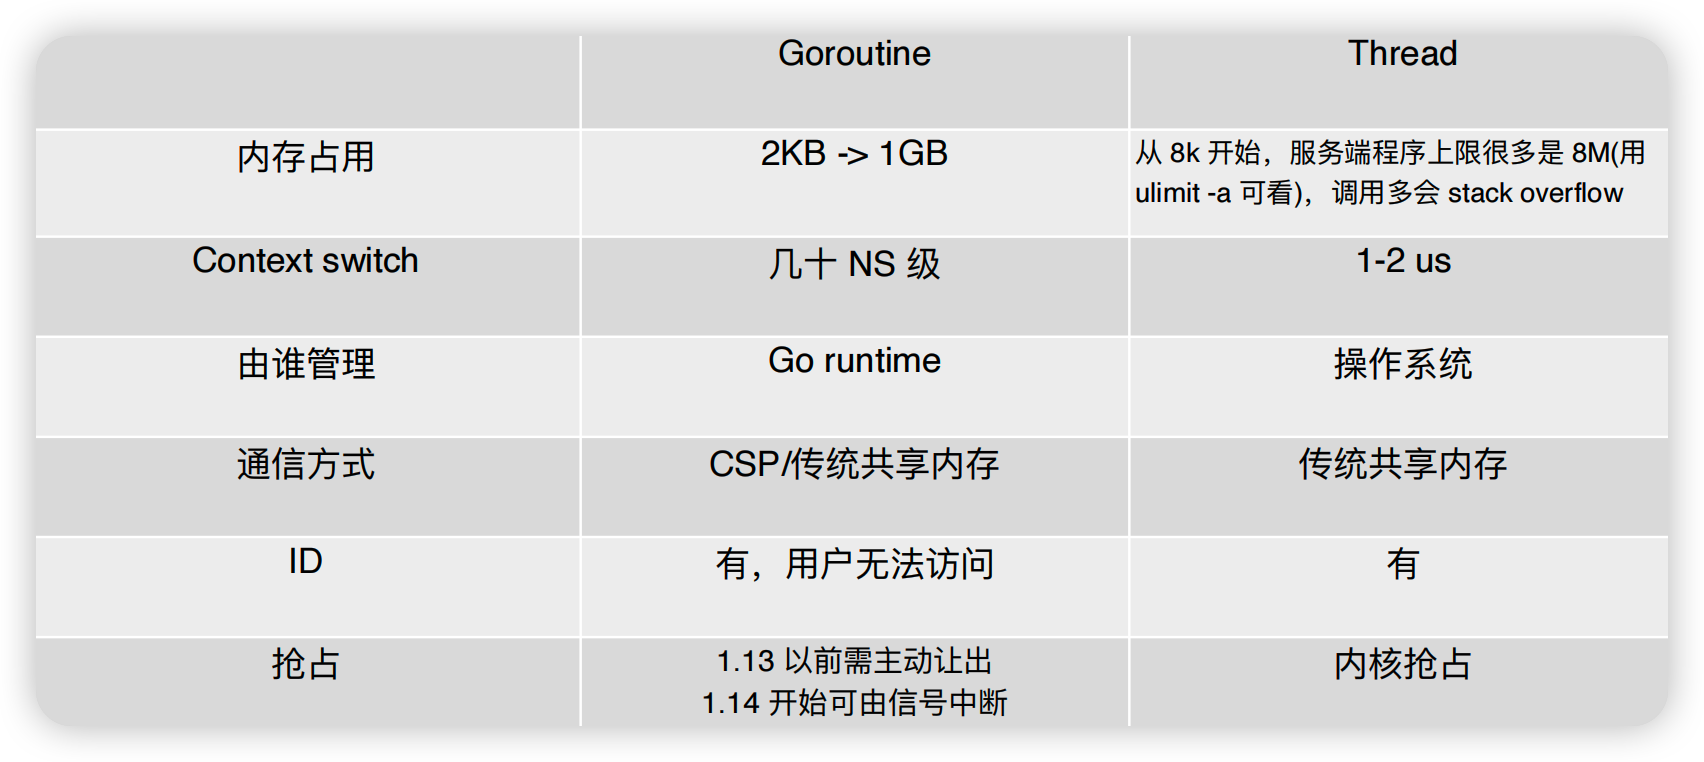 Goroutine
Thread
内存占用
2KB -> 1GB
从 8k 开始，服务端程序上限很多是 8M(用
ulimit -a 可看)，调用多会 stack overflow
Context switch
几十 NS 级
1-2 us
由谁管理
Go runtime
操作系统
通信方式
CSP/传统共享内存
传统共享内存
ID
有，用户无法访问
有
抢占
1.13 以前需主动让出
1.14 开始可由信号中断
内核抢占